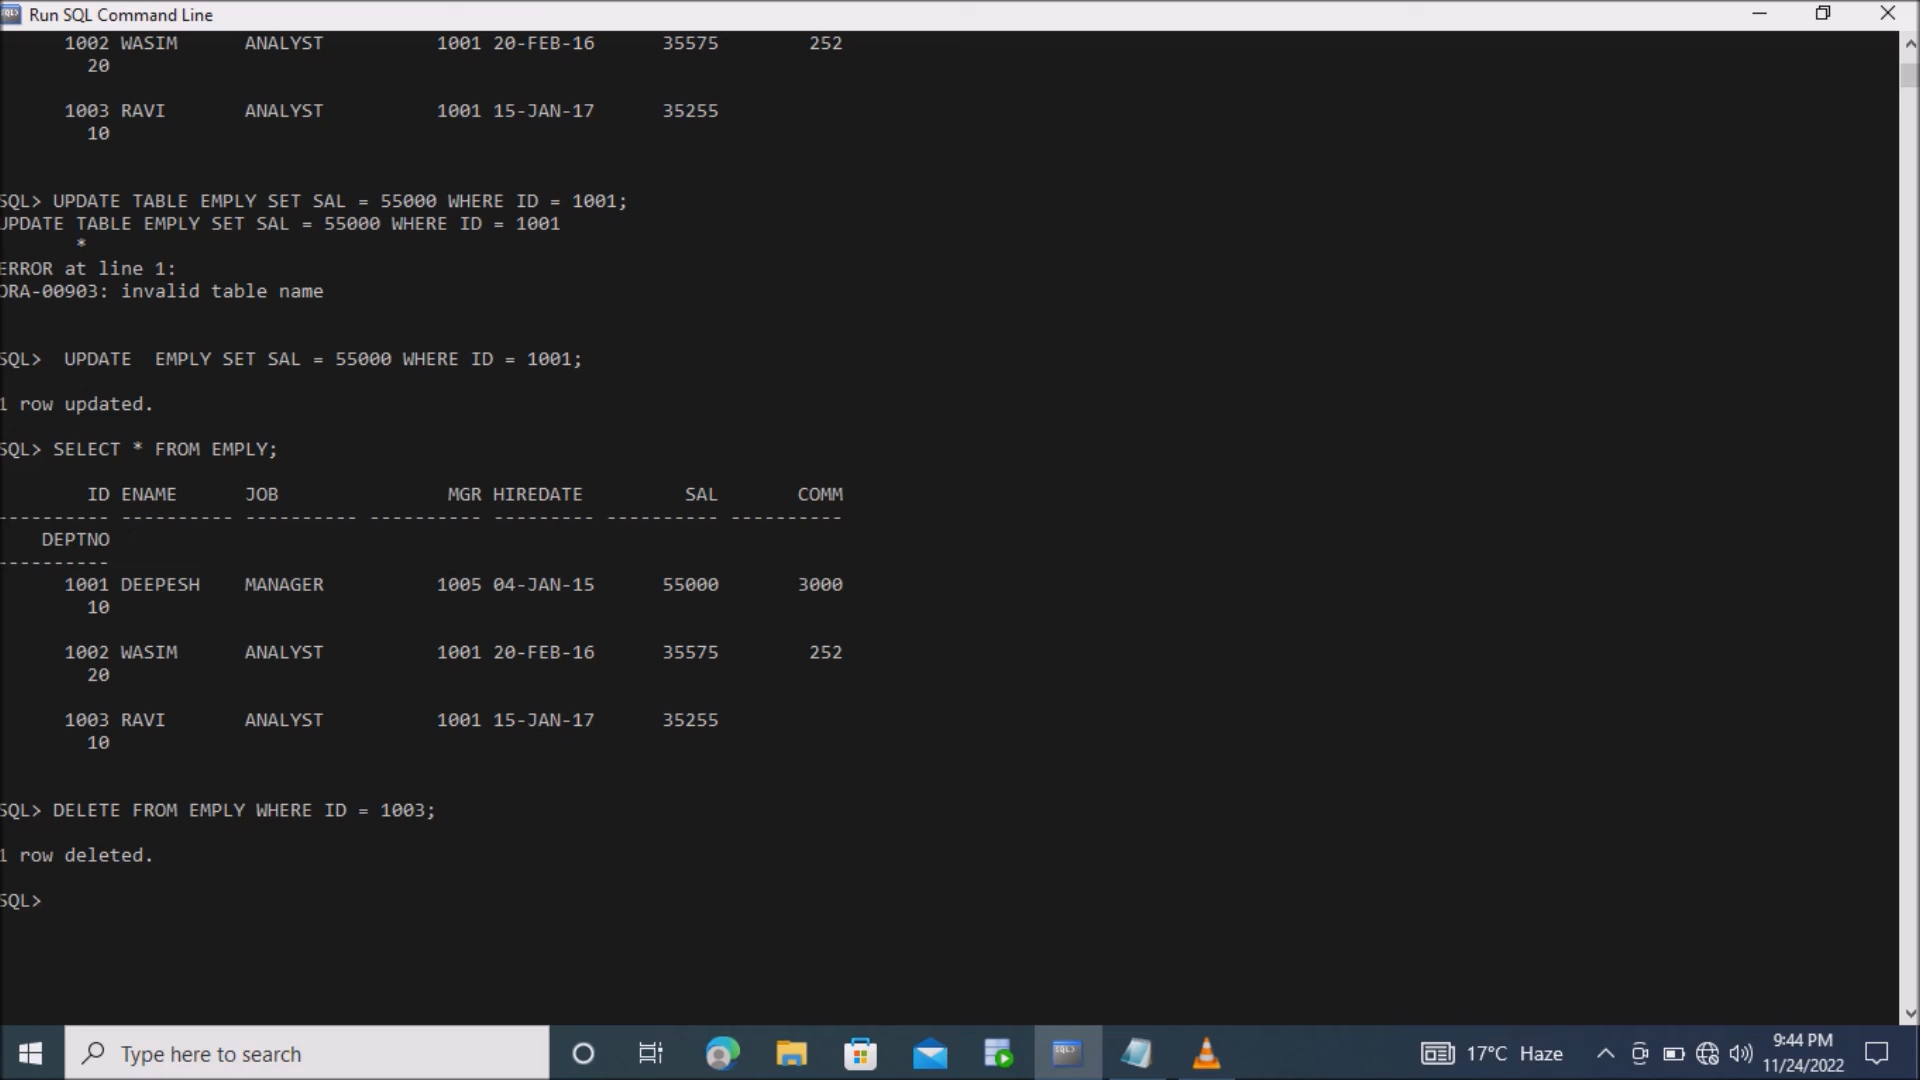 Run SQL Command Line
1002 WASIM ANALYST 1001 20-FEB-16 35575 252
20
1003 RAVI ANALYST 1001 15-JAN-17 35255
10
SQL> UPDATE TABLE EMPLY SET SAL = 55000 WHERE ID = 1001;
UPDATE TABLE EMPLY SET SAL = 55000 WHERE ID = 1001
*
ERROR at line 1:
ORA-00903: invalid table name
SQL> UPDATE EMPLY SET SAL = 55000 WHERE ID = 1001;
1 row updated.
SQL> SELECT * FROM EMPLY;
ID ENAME JOB MGR HIREDATE SAL COMM
---------- ---------- ---------- ---------- --------- ---------- ----------
DEPTNO
----------
1001 DEEPESH MANAGER 1005 04-JAN-15 55000 3000
10
1002 WASIM ANALYST 1001 20-FEB-16 35575 252
20
1003 RAVI ANALYST 1001 15-JAN-17 35255
10
SQL> DELETE FROM EMPLY WHERE ID = 1003;
1 row deleted.
SQL>
Type here to search
17°C Haze
9:44 PM
11/24/2022